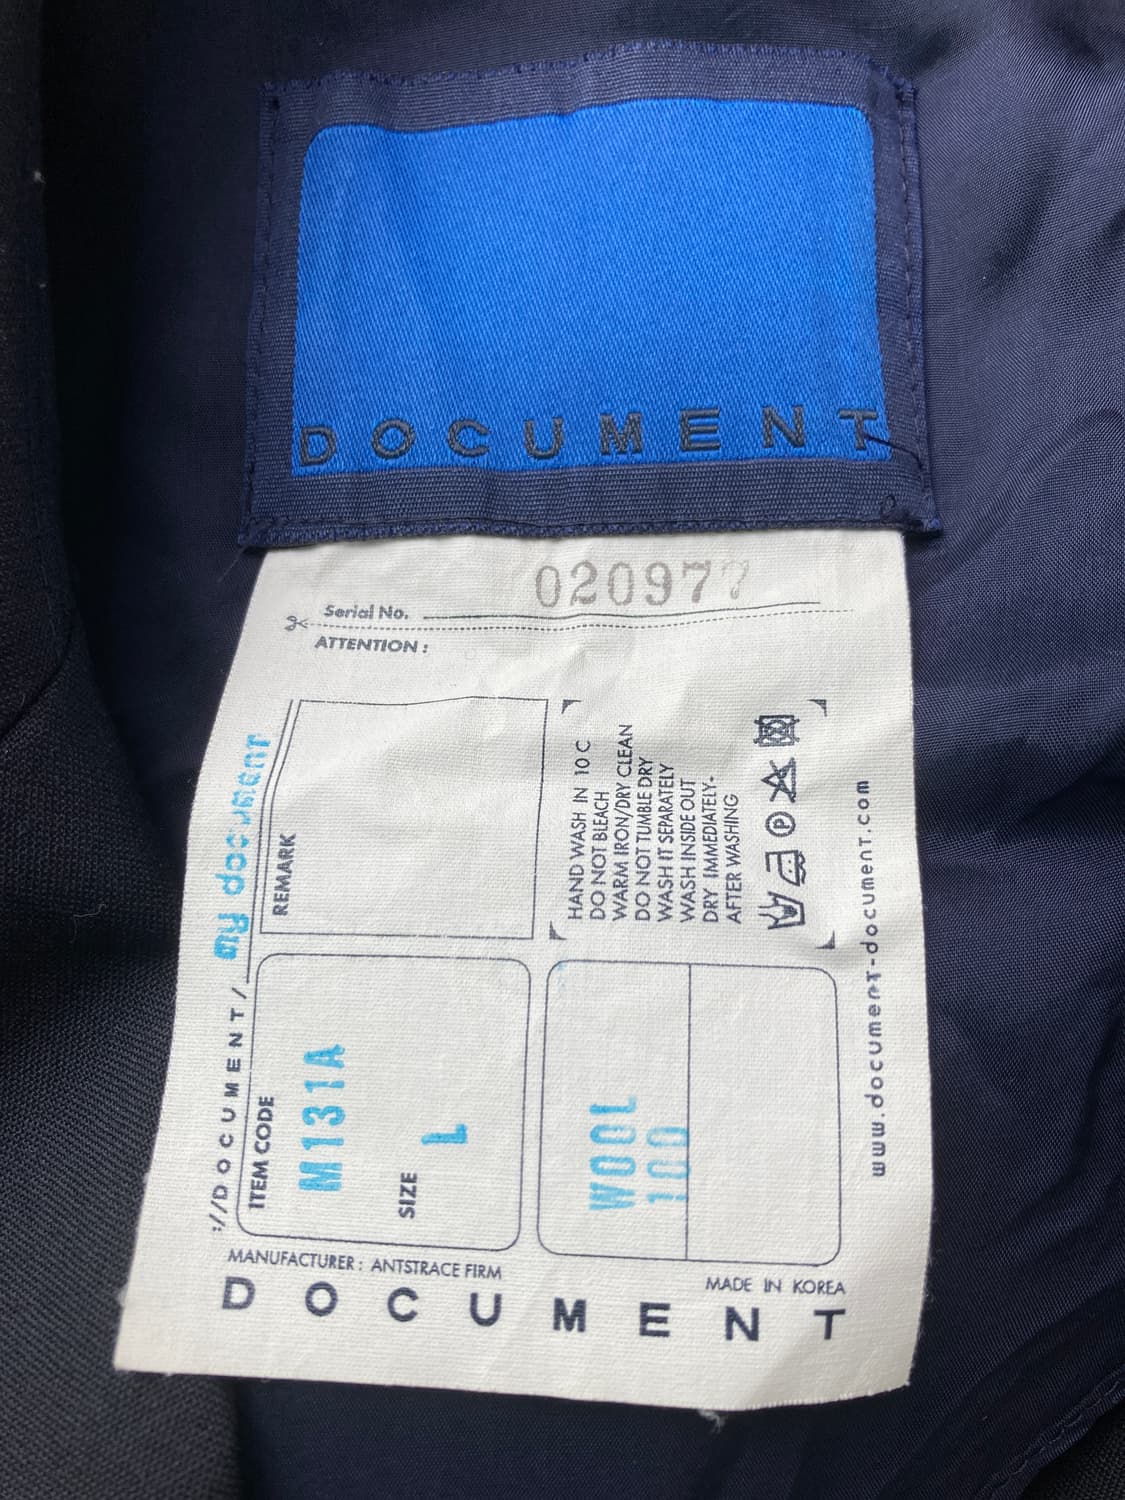 DOCUMENT
020977
Serial No.
ATTENTION :
://DOCUMENT/ my document
REMARK
HAND WASH IN 10 C
DO NOT BLEACH
WARM IRON/DRY CLEAN
DO NOT TUMBLE DRY
WASH IT SEPARATELY
WASH INSIDE OUT
DRY IMMEDIATELY-
AFTER WASHING
P
www.document-document.com
ITEM CODE
M131A
SIZE
L
WOOL
100
MANUFACTURER : ANTSTRACE FIRM
MADE IN KOREA
DOCUMENT